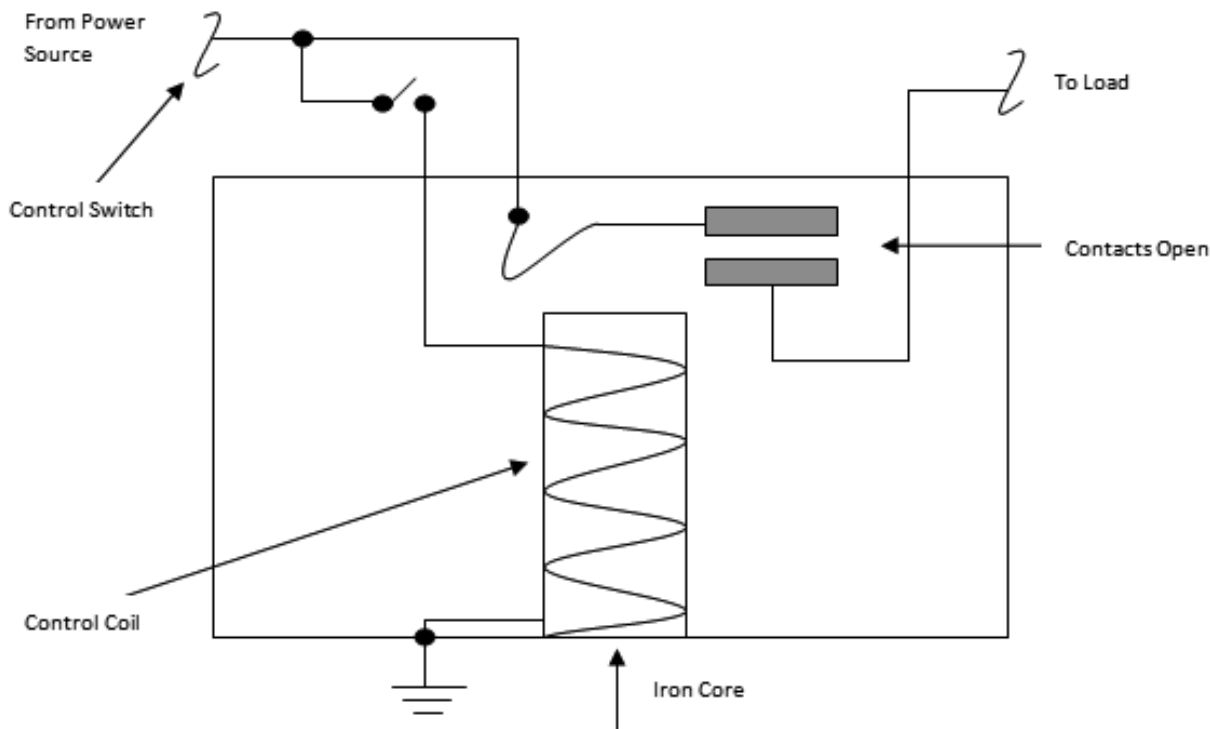 From Power
Source
To Load
Control Switch
Contacts Open
Control Coil
Iron Core